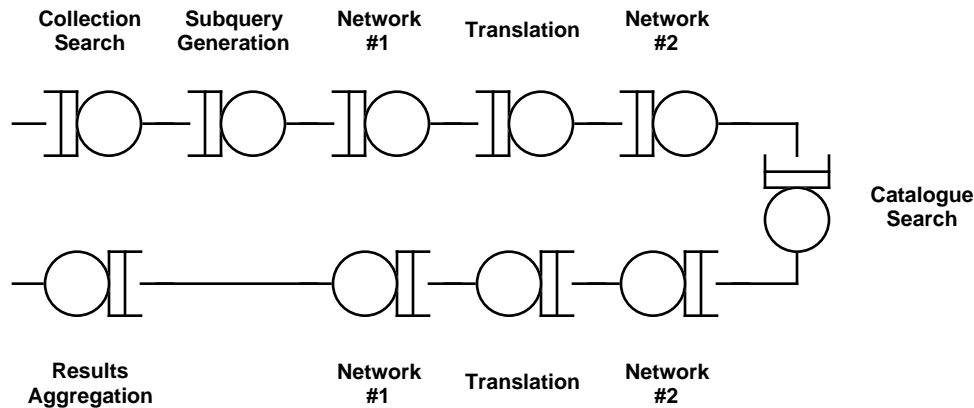 Collection
Search
Subquery
Generation
Network
#1
Translation
Network
#2
Catalogue
Search
Results
Aggregation
Network
#1
Translation
Network
#2